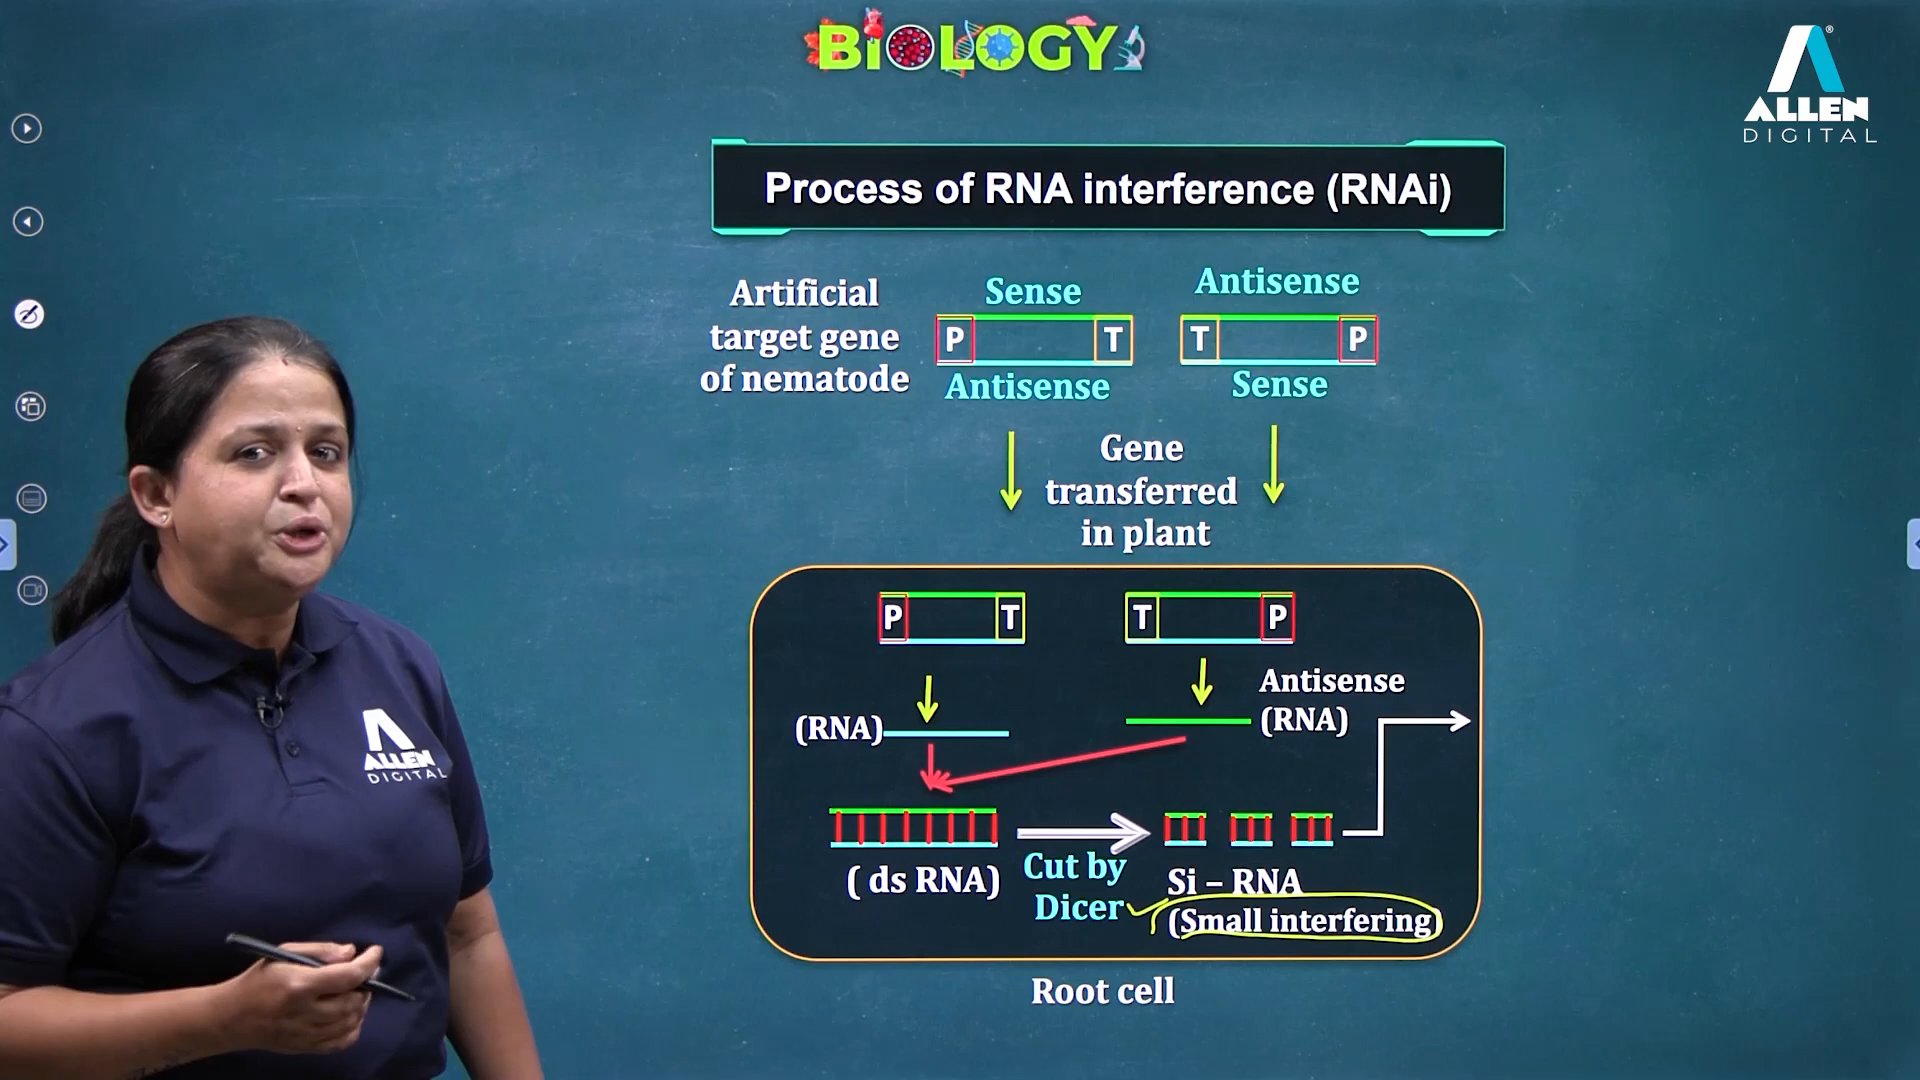 BIOLOGY
ALLEN
DIGITAL
Process of RNA interference (RNAi)
Artificial
target gene
of nematode
Sense
Antisense
P T
T P
Antisense
Sense
Gene
transferred
in plant
P T
T P
(RNA)
Antisense
(RNA)
( ds RNA)
Cut by
Dicer
Si – RNA
(Small interfering)
Root cell
ALLEN
DIGITAL